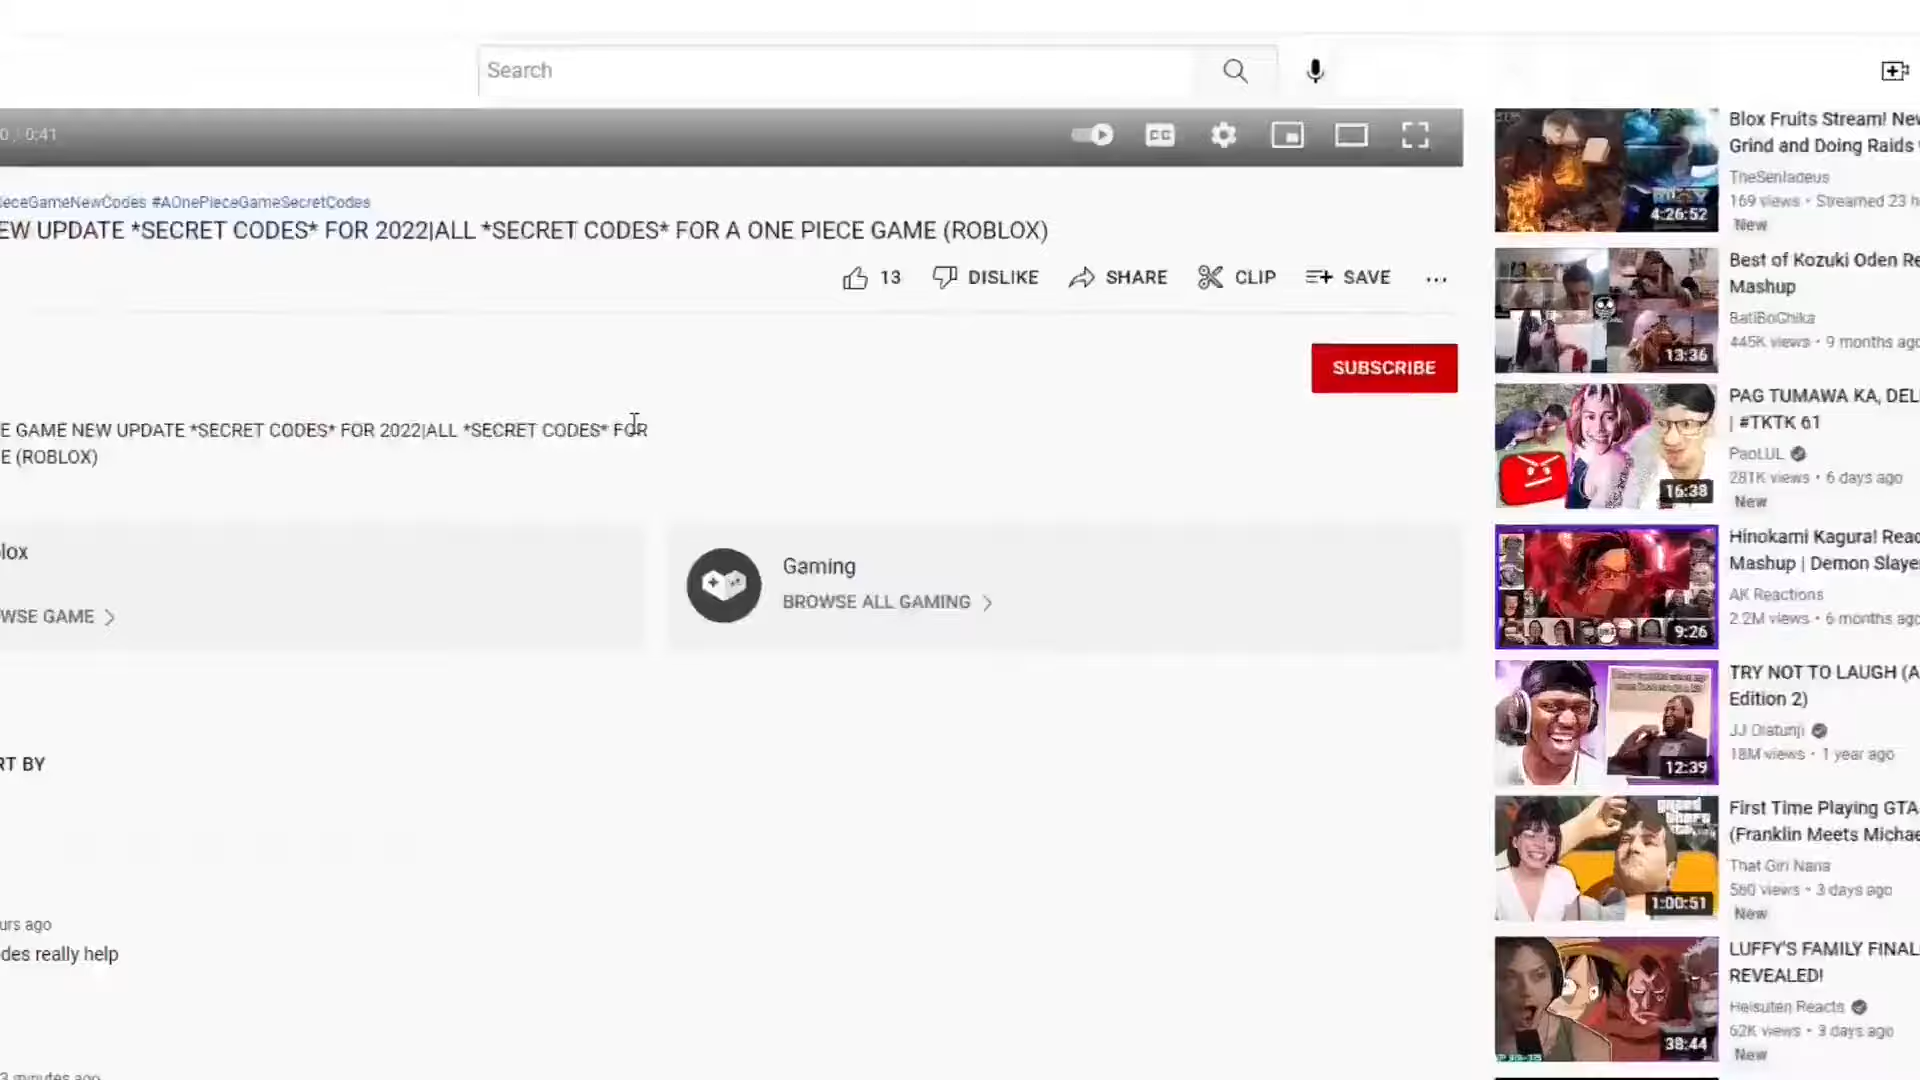 Search
0:41
CC
ieceGameNewCodes #AOnePieceGameSecretCodes
EW UPDATE *SECRET CODES* FOR 2022|ALL *SECRET CODES* FOR A ONE PIECE GAME (ROBLOX)
13 DISLIKE SHARE CLIP SAVE ...
SUBSCRIBE
E GAME NEW UPDATE *SECRET CODES* FOR 2022|ALL *SECRET CODES* FOR
E (ROBLOX)
lox
WSE GAME
Gaming
BROWSE ALL GAMING
RT BY
urs ago
des really help
3 minutes ago
Blox Fruits Stream! New
Grind and Doing Raids
TheSenladeus
169 views • Streamed 23 h
New
4:26:52
Best of Kozuki Oden Re
Mashup
BatiBoChika
445K views • 9 months ago
13:36
PAG TUMAWA KA, DEL
| #TKTK 61
PaoLUL
281K views • 6 days ago
New
16:38
Hinokami Kagura! Reac
Mashup | Demon Slaye
AK Reactions
2.2M views • 6 months ago
9:26
TRY NOT TO LAUGH (A
Edition 2)
JJ Olatunji
18M views • 1 year ago
12:39
First Time Playing GTA
(Franklin Meets Michae
That Girl Nana
560 views • 3 days ago
New
1:00:51
LUFFY'S FAMILY FINAL
REVEALED!
Heisuten Reacts
62K views • 3 days ago
New
38:44